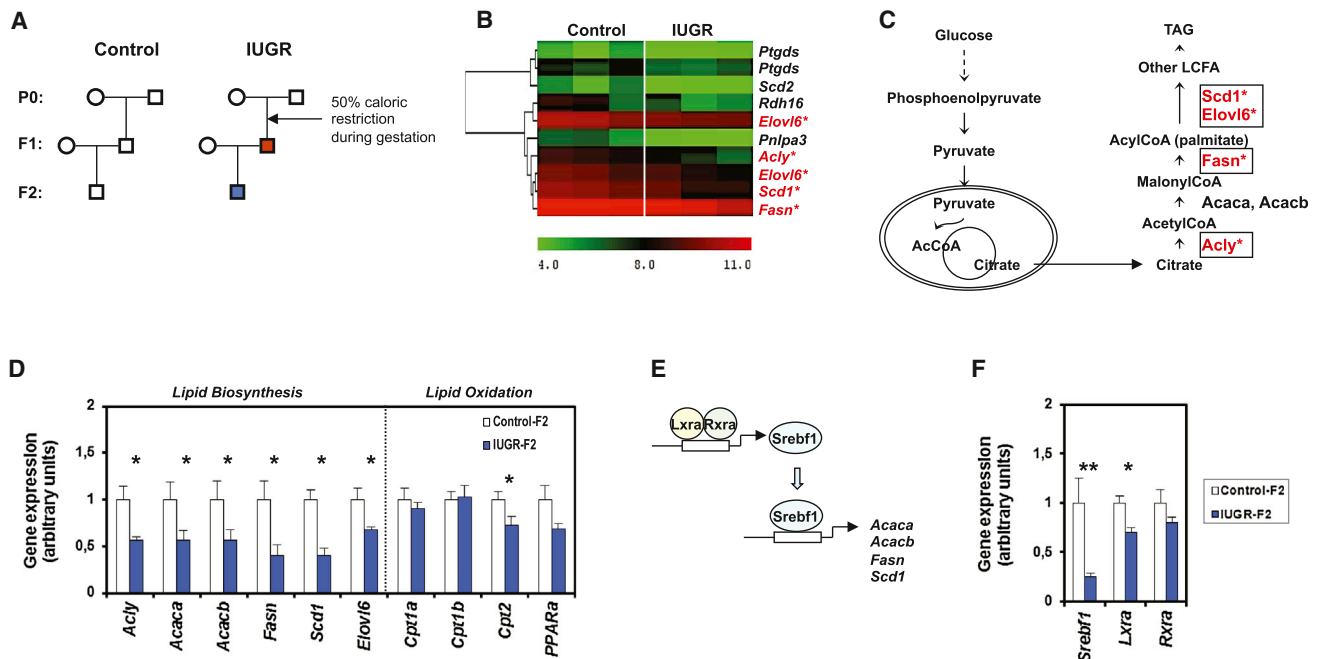 A
Control
IUGR
P0:
F1:
F2:
50% caloric
restriction
during gestation
B
Control
IUGR
Ptgds
Ptgds
Scd2
Rdh16
Elovl6*
Pnlpa3
Acly*
Elovl6*
Scd1*
Fasn*
4.0
8.0
11.0
C
Glucose
Phosphoenolpyruvate
Pyruvate
Pyruvate
AcCoA
Citrate
TAG
Other LCFA
Scd1*
Elovl6*
AcylCoA (palmitate)
Fasn*
MalonylCoA
Acaca, Acacb
AcetylCoA
Acly*
Citrate
D
Lipid Biosynthesis
Lipid Oxidation
Gene expression
(arbitrary units)
2
1,5
1
0,5
0
Control-F2
IUGR-F2
*
*
*
*
*
*
*
Acly
Acaca
Acacb
Fasn
Scd1
Elovl6
Cpt1a
Cpt1b
Cpt2
PPARa
E
Lxra
Rxra
Srebf1
Srebf1
Acaca
Acacb
Fasn
Scd1
F
Gene expression
(arbitrary units)
2
1,5
1
0,5
0
**
*
Srebf1
Lxra
Rxra
Control-F2
IUGR-F2